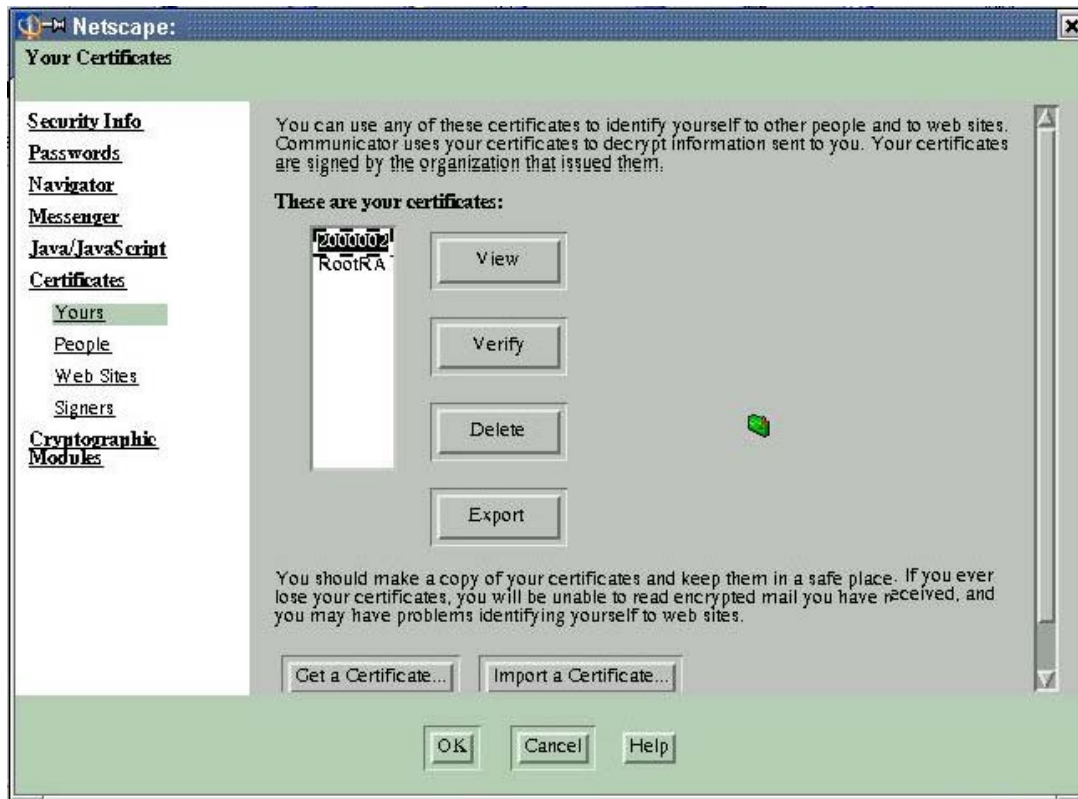 Netscape:
Your Certificates
Security Info
Passwords
Navigator
Messenger
Java/JavaScript
Certificates
Yours
People
Web Sites
Signers
Cryptographic
Modules
You can use any of these certificates to identify yourself to other people and to web sites.
Communicator uses your certificates to decrypt information sent to you. Your certificates
are signed by the organization that issued them.
These are your certificates:
2000002
RootRA
View
Verify
Delete
Export
You should make a copy of your certificates and keep them in a safe place. If you ever
lose your certificates, you will be unable to read encrypted mail you have received, and
you may have problems identifying yourself to web sites.
Get a Certificate...
Import a Certificate...
OK
Cancel
Help